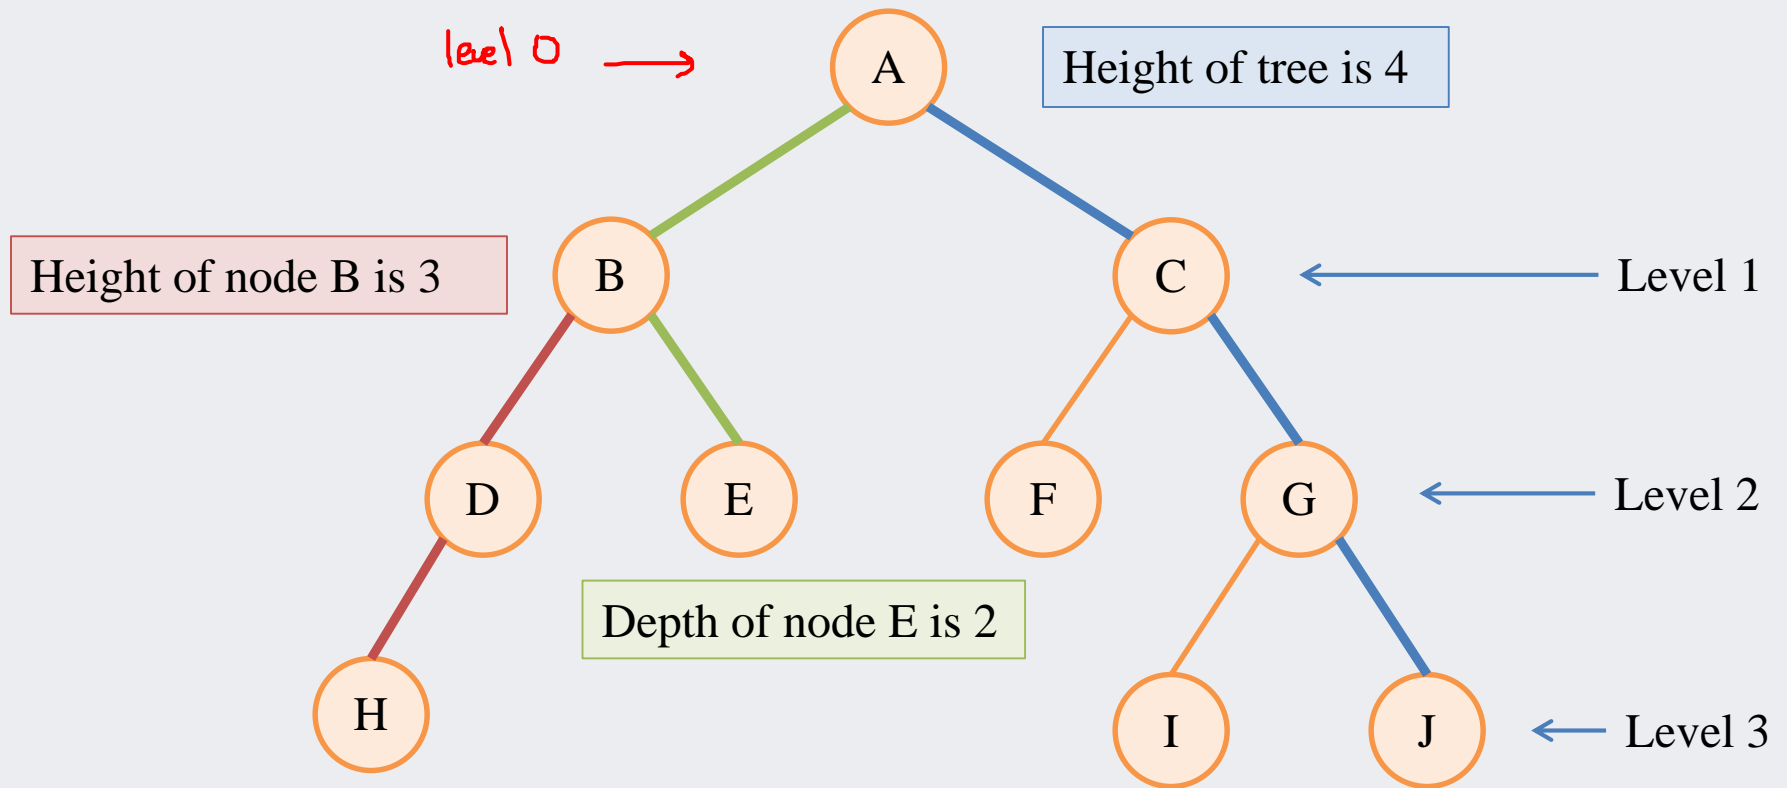 level 0
A
Height of tree is 4
Height of node B is 3
B
C
Level 1
D
E
F
G
Level 2
Depth of node E is 2
H
I
J
Level 3